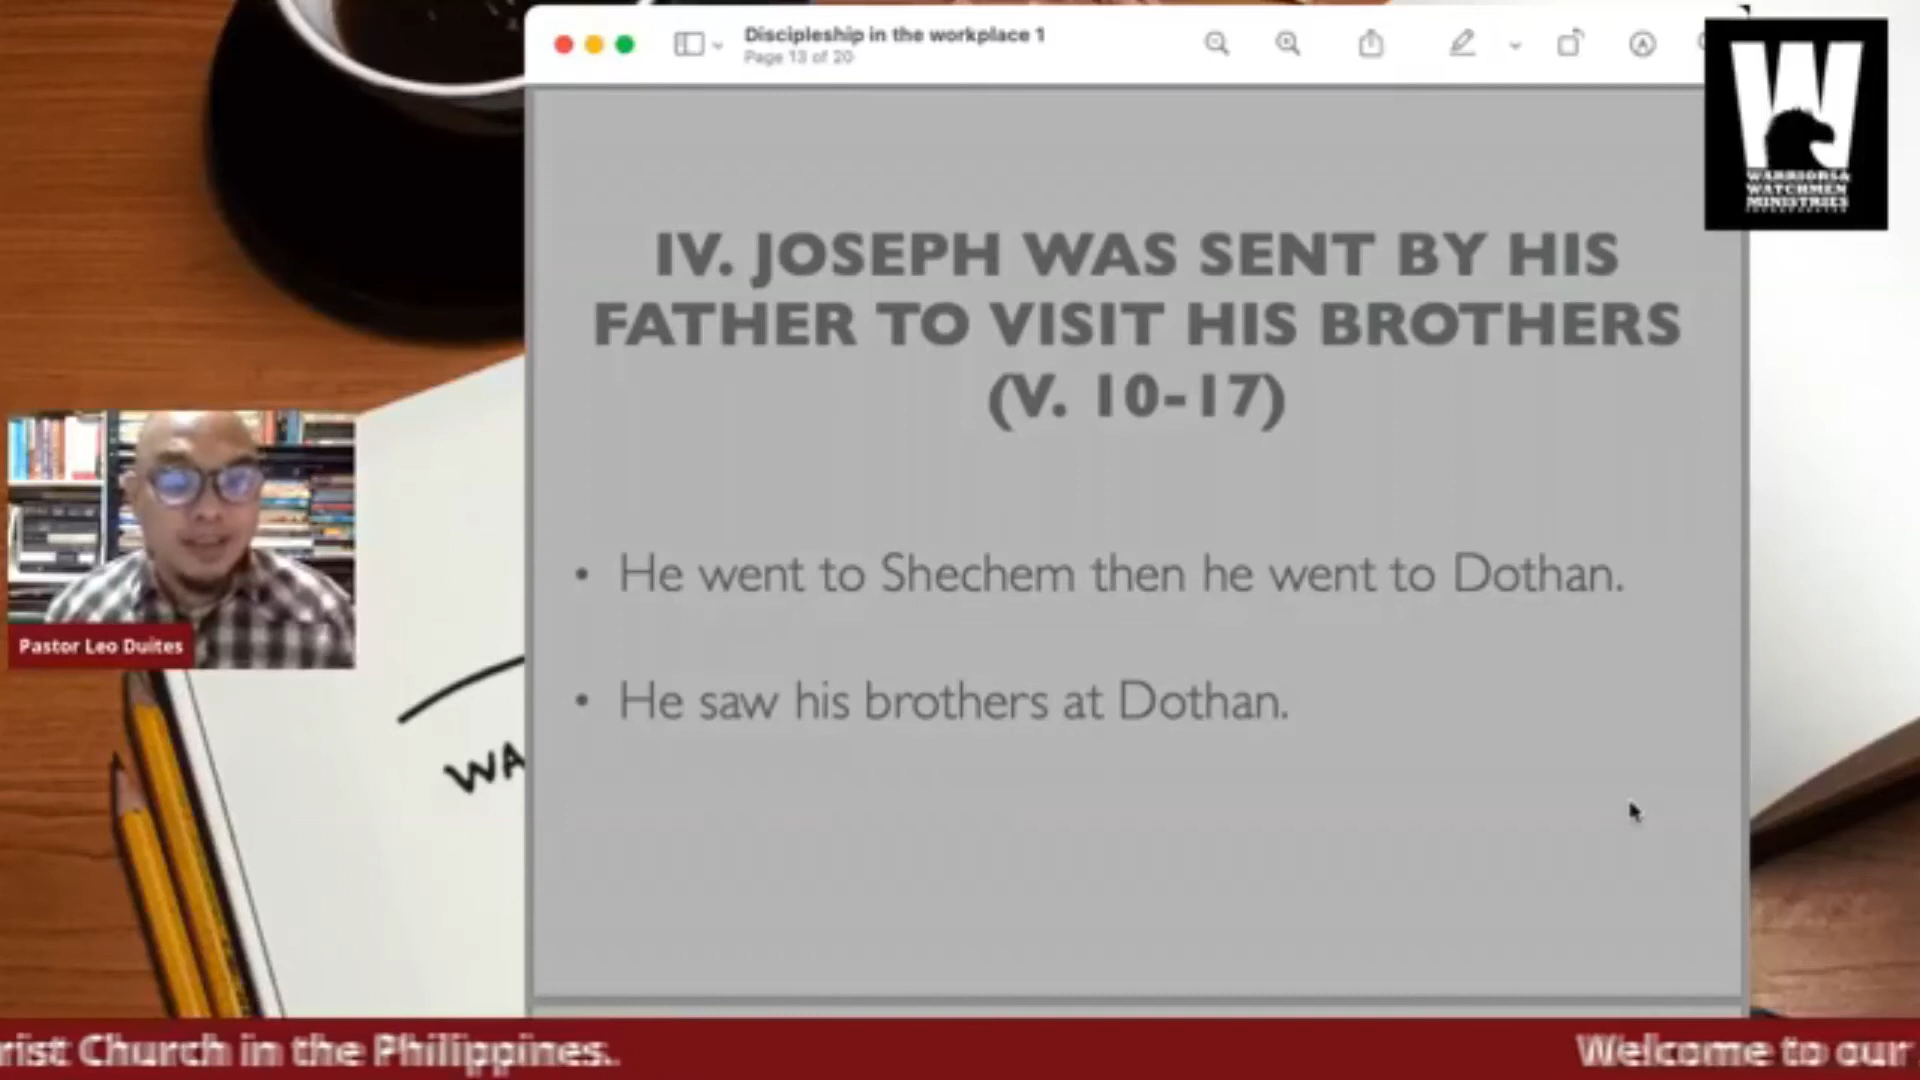 Discipleship in the workplace 1
Page 13 of 20
W
WARRIORS&
WATCHMEN
MINISTRIES
IV. JOSEPH WAS SENT BY HIS
FATHER TO VISIT HIS BROTHERS
(V. 10-17)
• He went to Shechem then he went to Dothan.
• He saw his brothers at Dothan.
Pastor Leo Duites
WA
rist Church in the Philippines..
Welcome to our